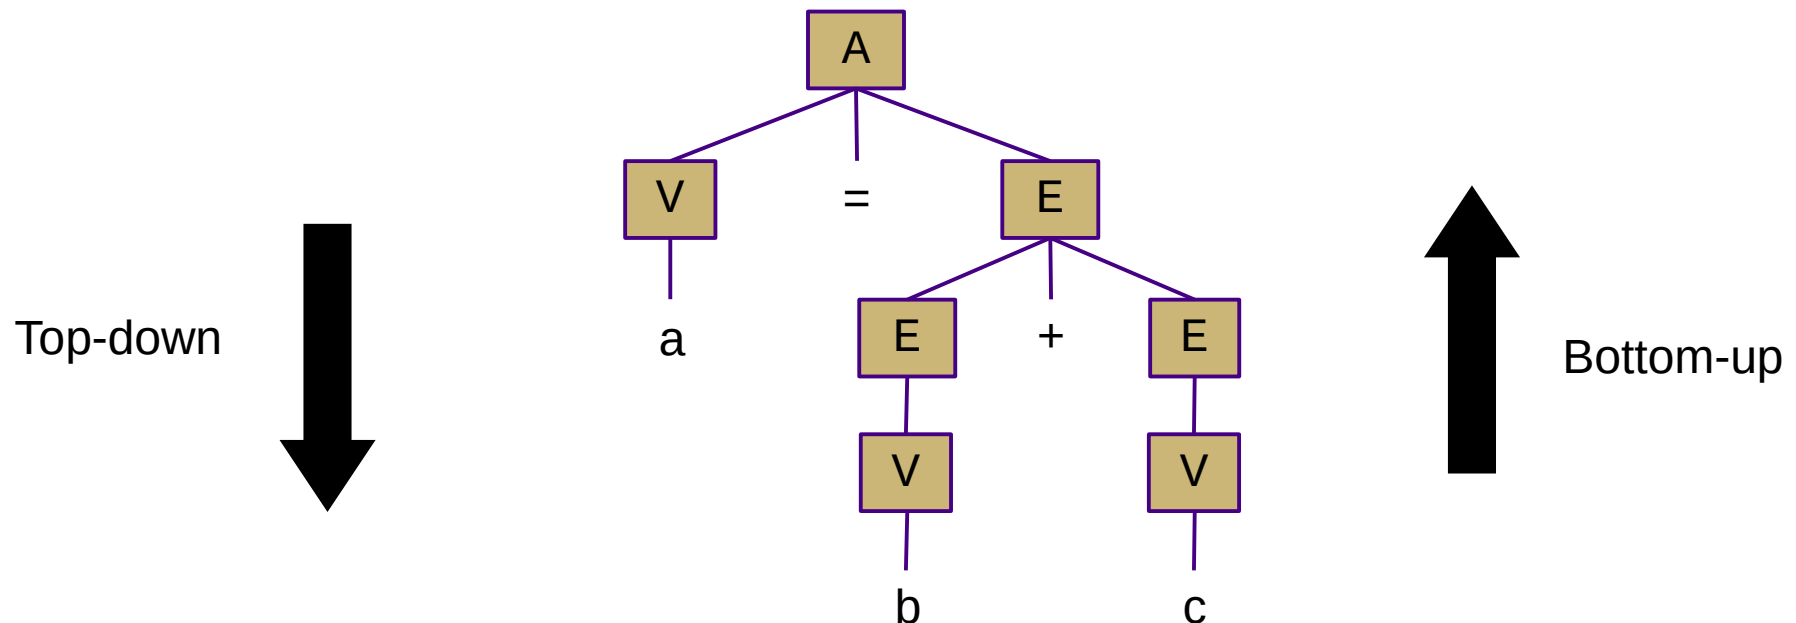 A
V = E
Top-down a E + E Bottom-up
V V
b c